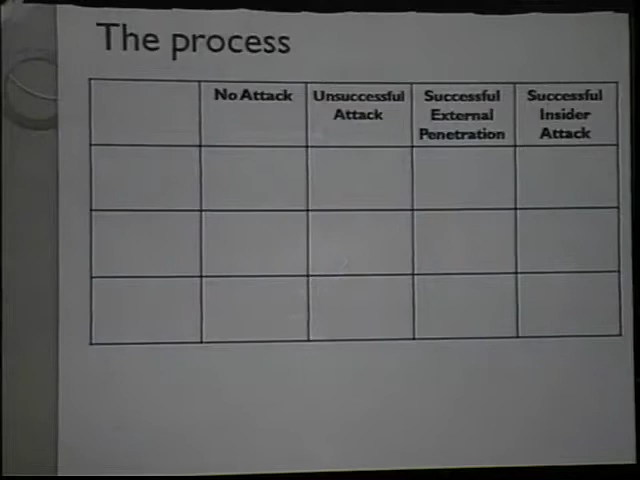 The process
No Attack
Unsuccessful
Attack
Successful
External
Penetration
Successful
Insider
Attack